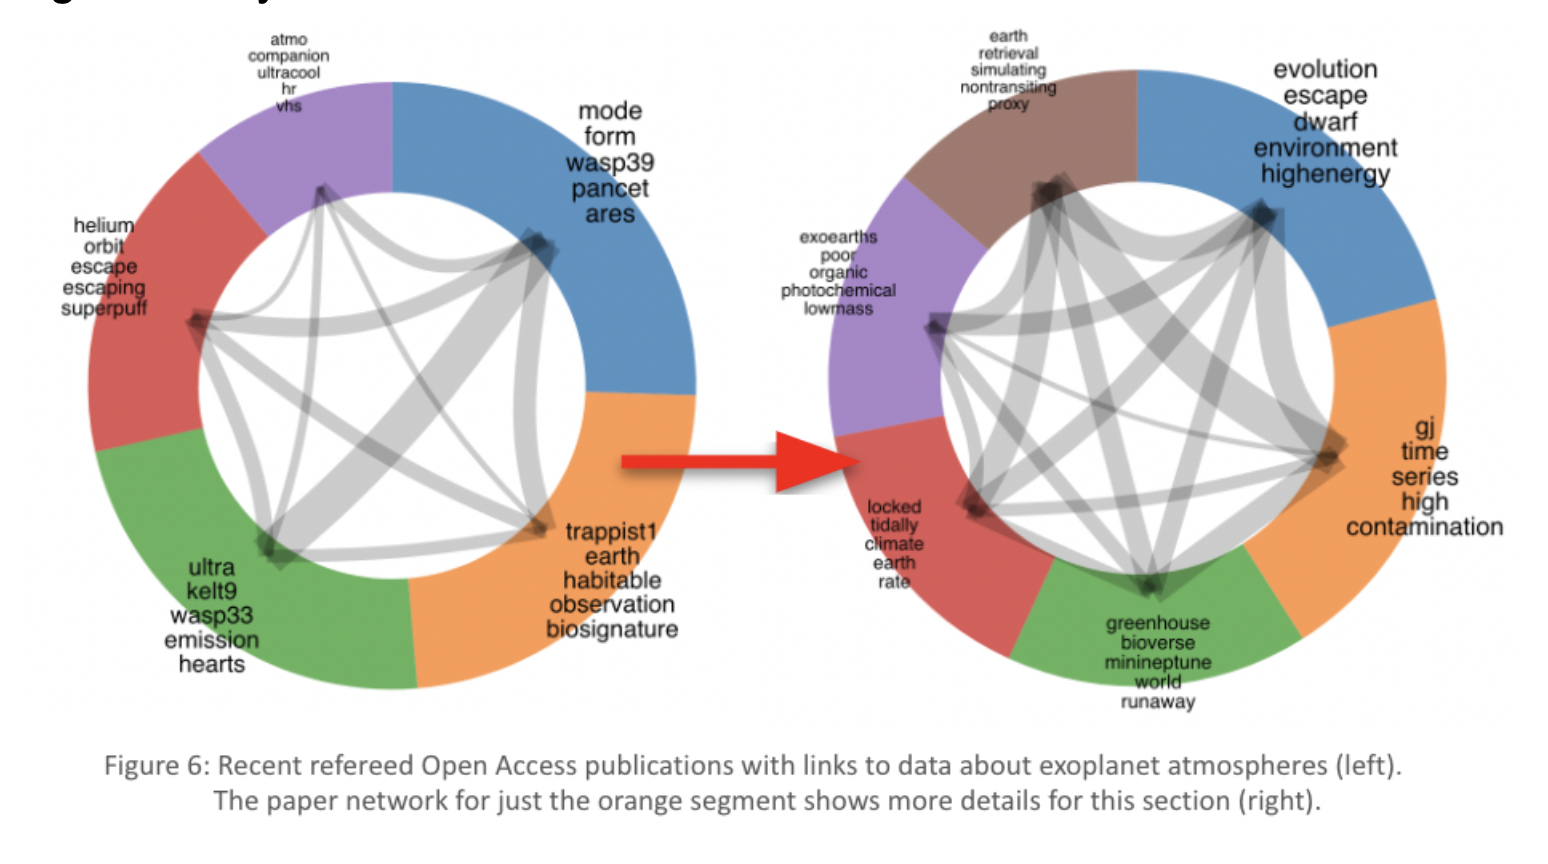 atmo
companion
ultracool
hr
vhs
mode
form
wasp39
pancet
ares
helium
orbit
escape
escaping
superpuff
trappist1
earth
habitable
observation
biosignature
ultra
kelt9
wasp33
emission
hearts
earth
retrieval
simulating
nontransiting
proxy
evolution
escape
dwarf
environment
highenergy
exoearths
poor
organic
photochemical
lowmass
gj
time
series
high
contamination
locked
tidally
climate
earth
rate
greenhouse
bioverse
minineptune
world
runaway
Figure 6: Recent refereed Open Access publications with links to data about exoplanet atmospheres (left).
The paper network for just the orange segment shows more details for this section (right).